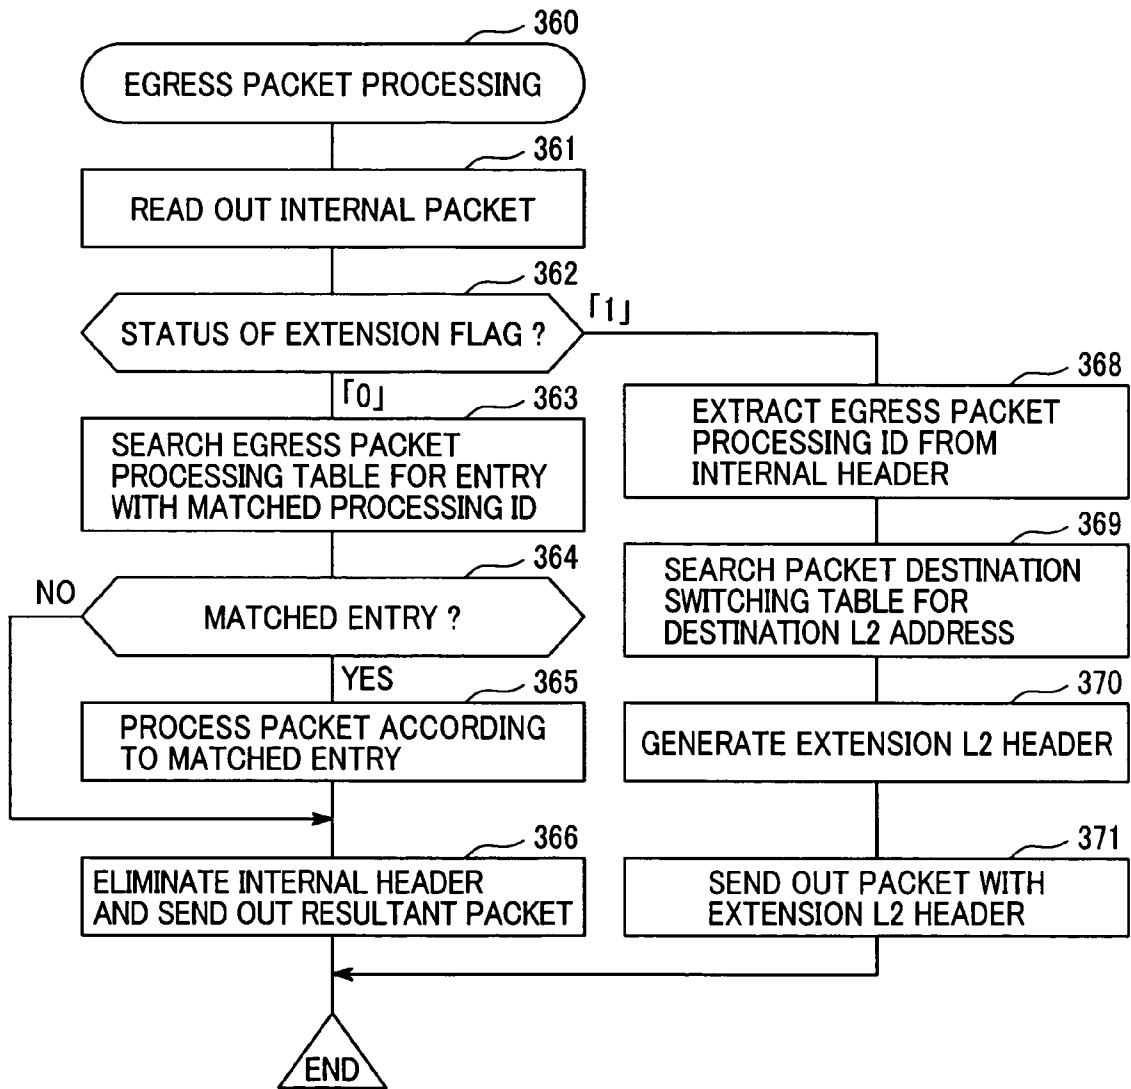 360
EGRESS PACKET PROCESSING
361
READ OUT INTERNAL PACKET
362
STATUS OF EXTENSION FLAG ?
「1」
「0」
363
SEARCH EGRESS PACKET
PROCESSING TABLE FOR ENTRY
WITH MATCHED PROCESSING ID
364
NO
MATCHED ENTRY ?
YES
365
PROCESS PACKET ACCORDING
TO MATCHED ENTRY
366
ELIMINATE INTERNAL HEADER
AND SEND OUT RESULTANT PACKET
368
EXTRACT EGRESS PACKET
PROCESSING ID FROM
INTERNAL HEADER
369
SEARCH PACKET DESTINATION
SWITCHING TABLE FOR
DESTINATION L2 ADDRESS
370
GENERATE EXTENSION L2 HEADER
371
SEND OUT PACKET WITH
EXTENSION L2 HEADER
END